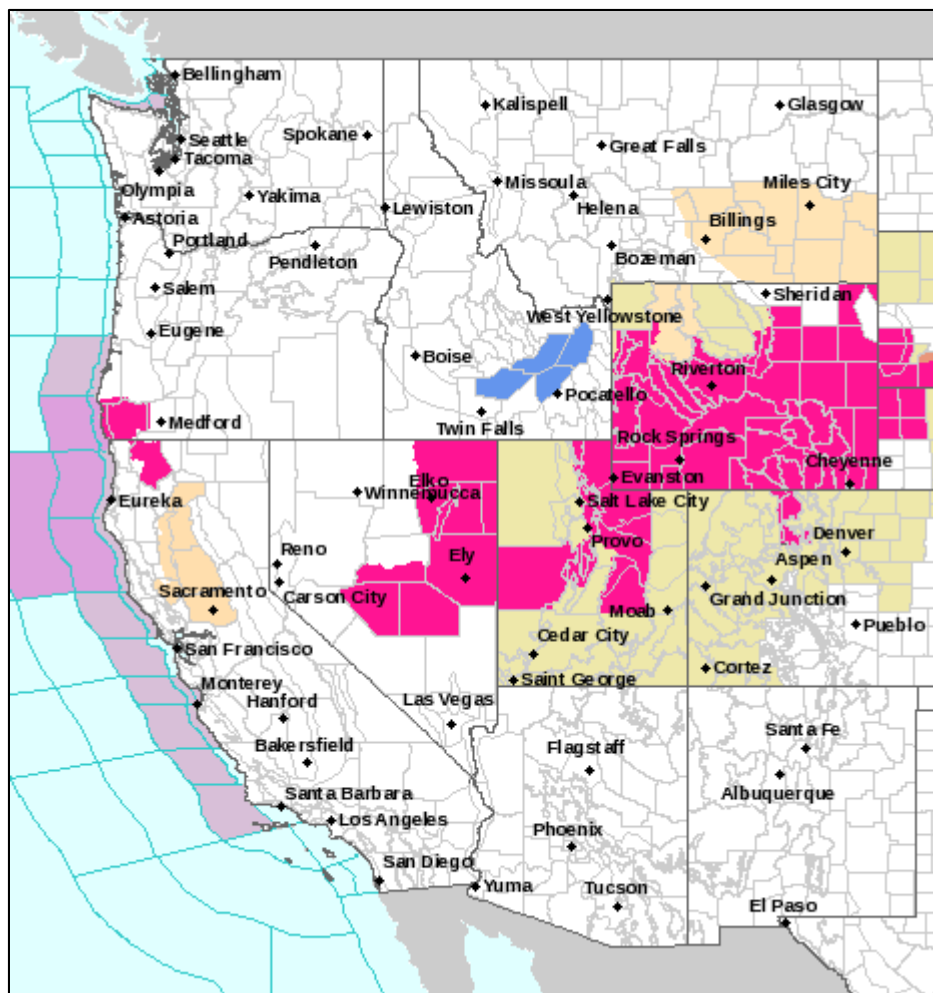 Bellingham
Kalispell
Glasgow
Seattle
Spokane
Great Falls
Tacoma
Missoula
Miles City
Olympia
Yakima
Helena
Lewiston
Astoria
Billings
Portland
Pendleton
Bozeman
Salem
Sheridan
West Yellowstone
Eugene
Boise
Riverton
Pocatello
Medford
Twin Falls
Rock Springs
Cheyenne
Elko
Evanston
Winnemucca
Eureka
Salt Lake City
Denver
Provo
Reno
Ely
Aspen
Carson City
Grand Junction
Sacramento
Moab
Pueblo
Cedar City
San Francisco
Cortez
Saint George
Monterey
Hanford
Las Vegas
Santa Fe
Bakersfield
Flagstaff
Albuquerque
Santa Barbara
Los Angeles
Phoenix
San Diego
Yuma
Tucson
El Paso